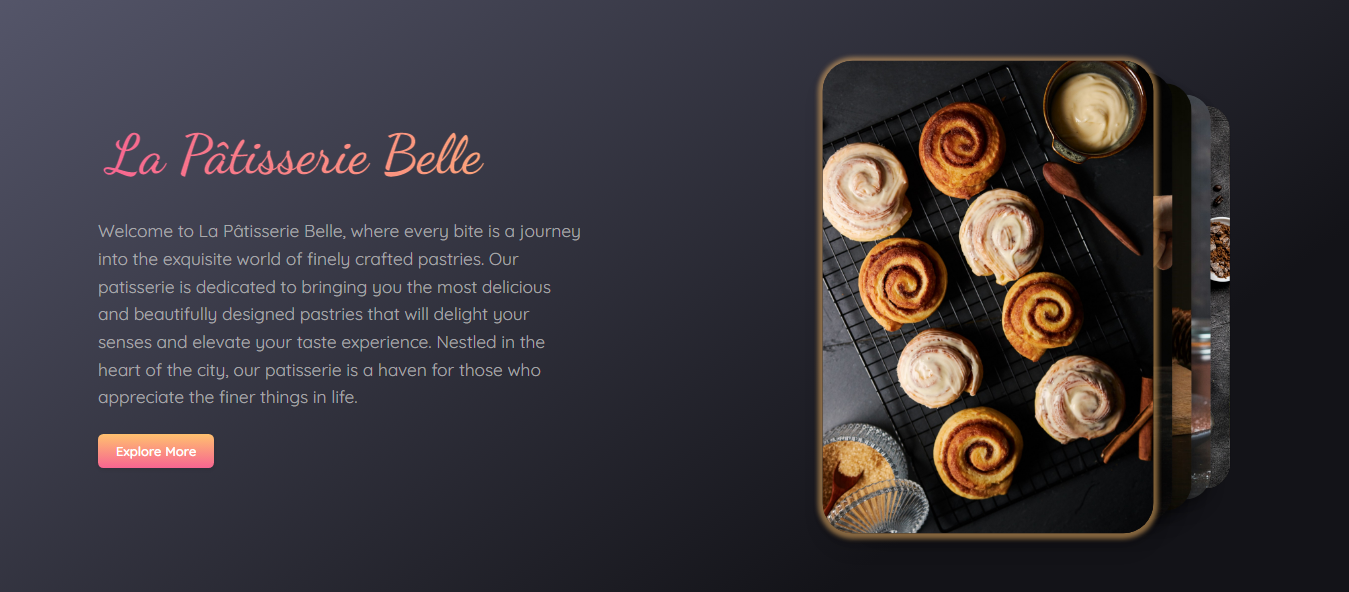 La Pâtisserie Belle
Welcome to La Pâtisserie Belle, where every bite is a journey
into the exquisite world of finely crafted pastries. Our
patisserie is dedicated to bringing you the most delicious
and beautifully designed pastries that will delight your
senses and elevate your taste experience. Nestled in the
heart of the city, our patisserie is a haven for those who
appreciate the finer things in life.
Explore More